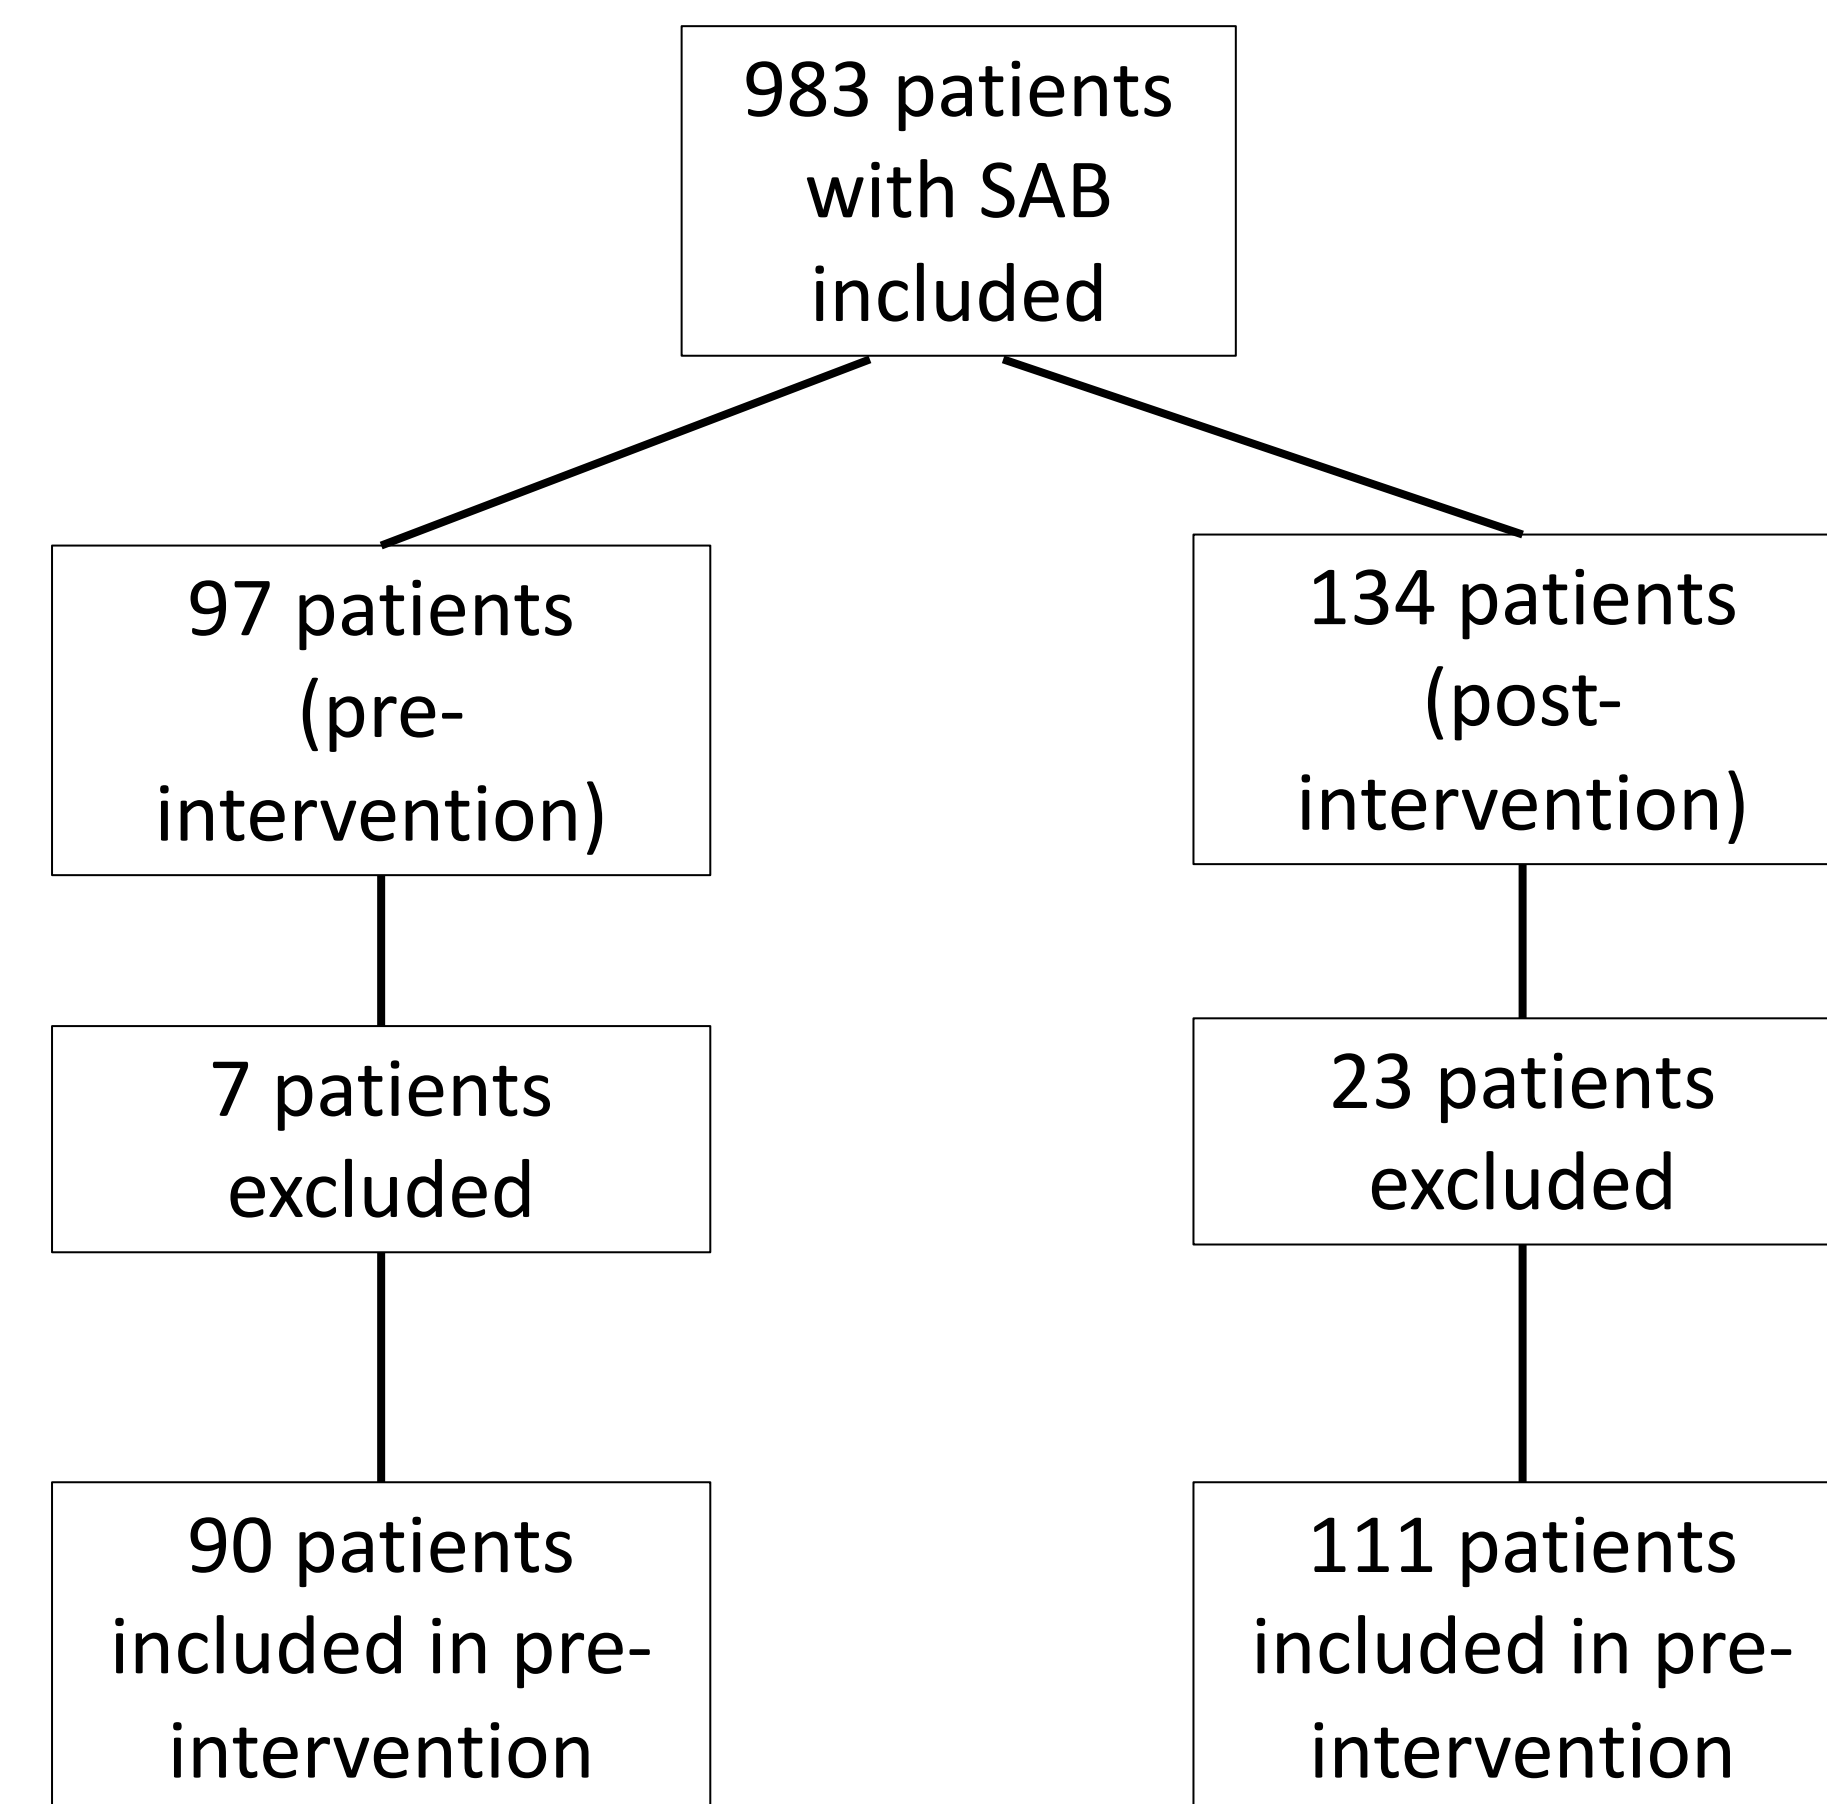 983 patients
with SAB
included
97 patients
(pre-
intervention)
134 patients
(post-
intervention)
7 patients
excluded
23 patients
excluded
90 patients
included in pre-
intervention
111 patients
included in pre-
intervention